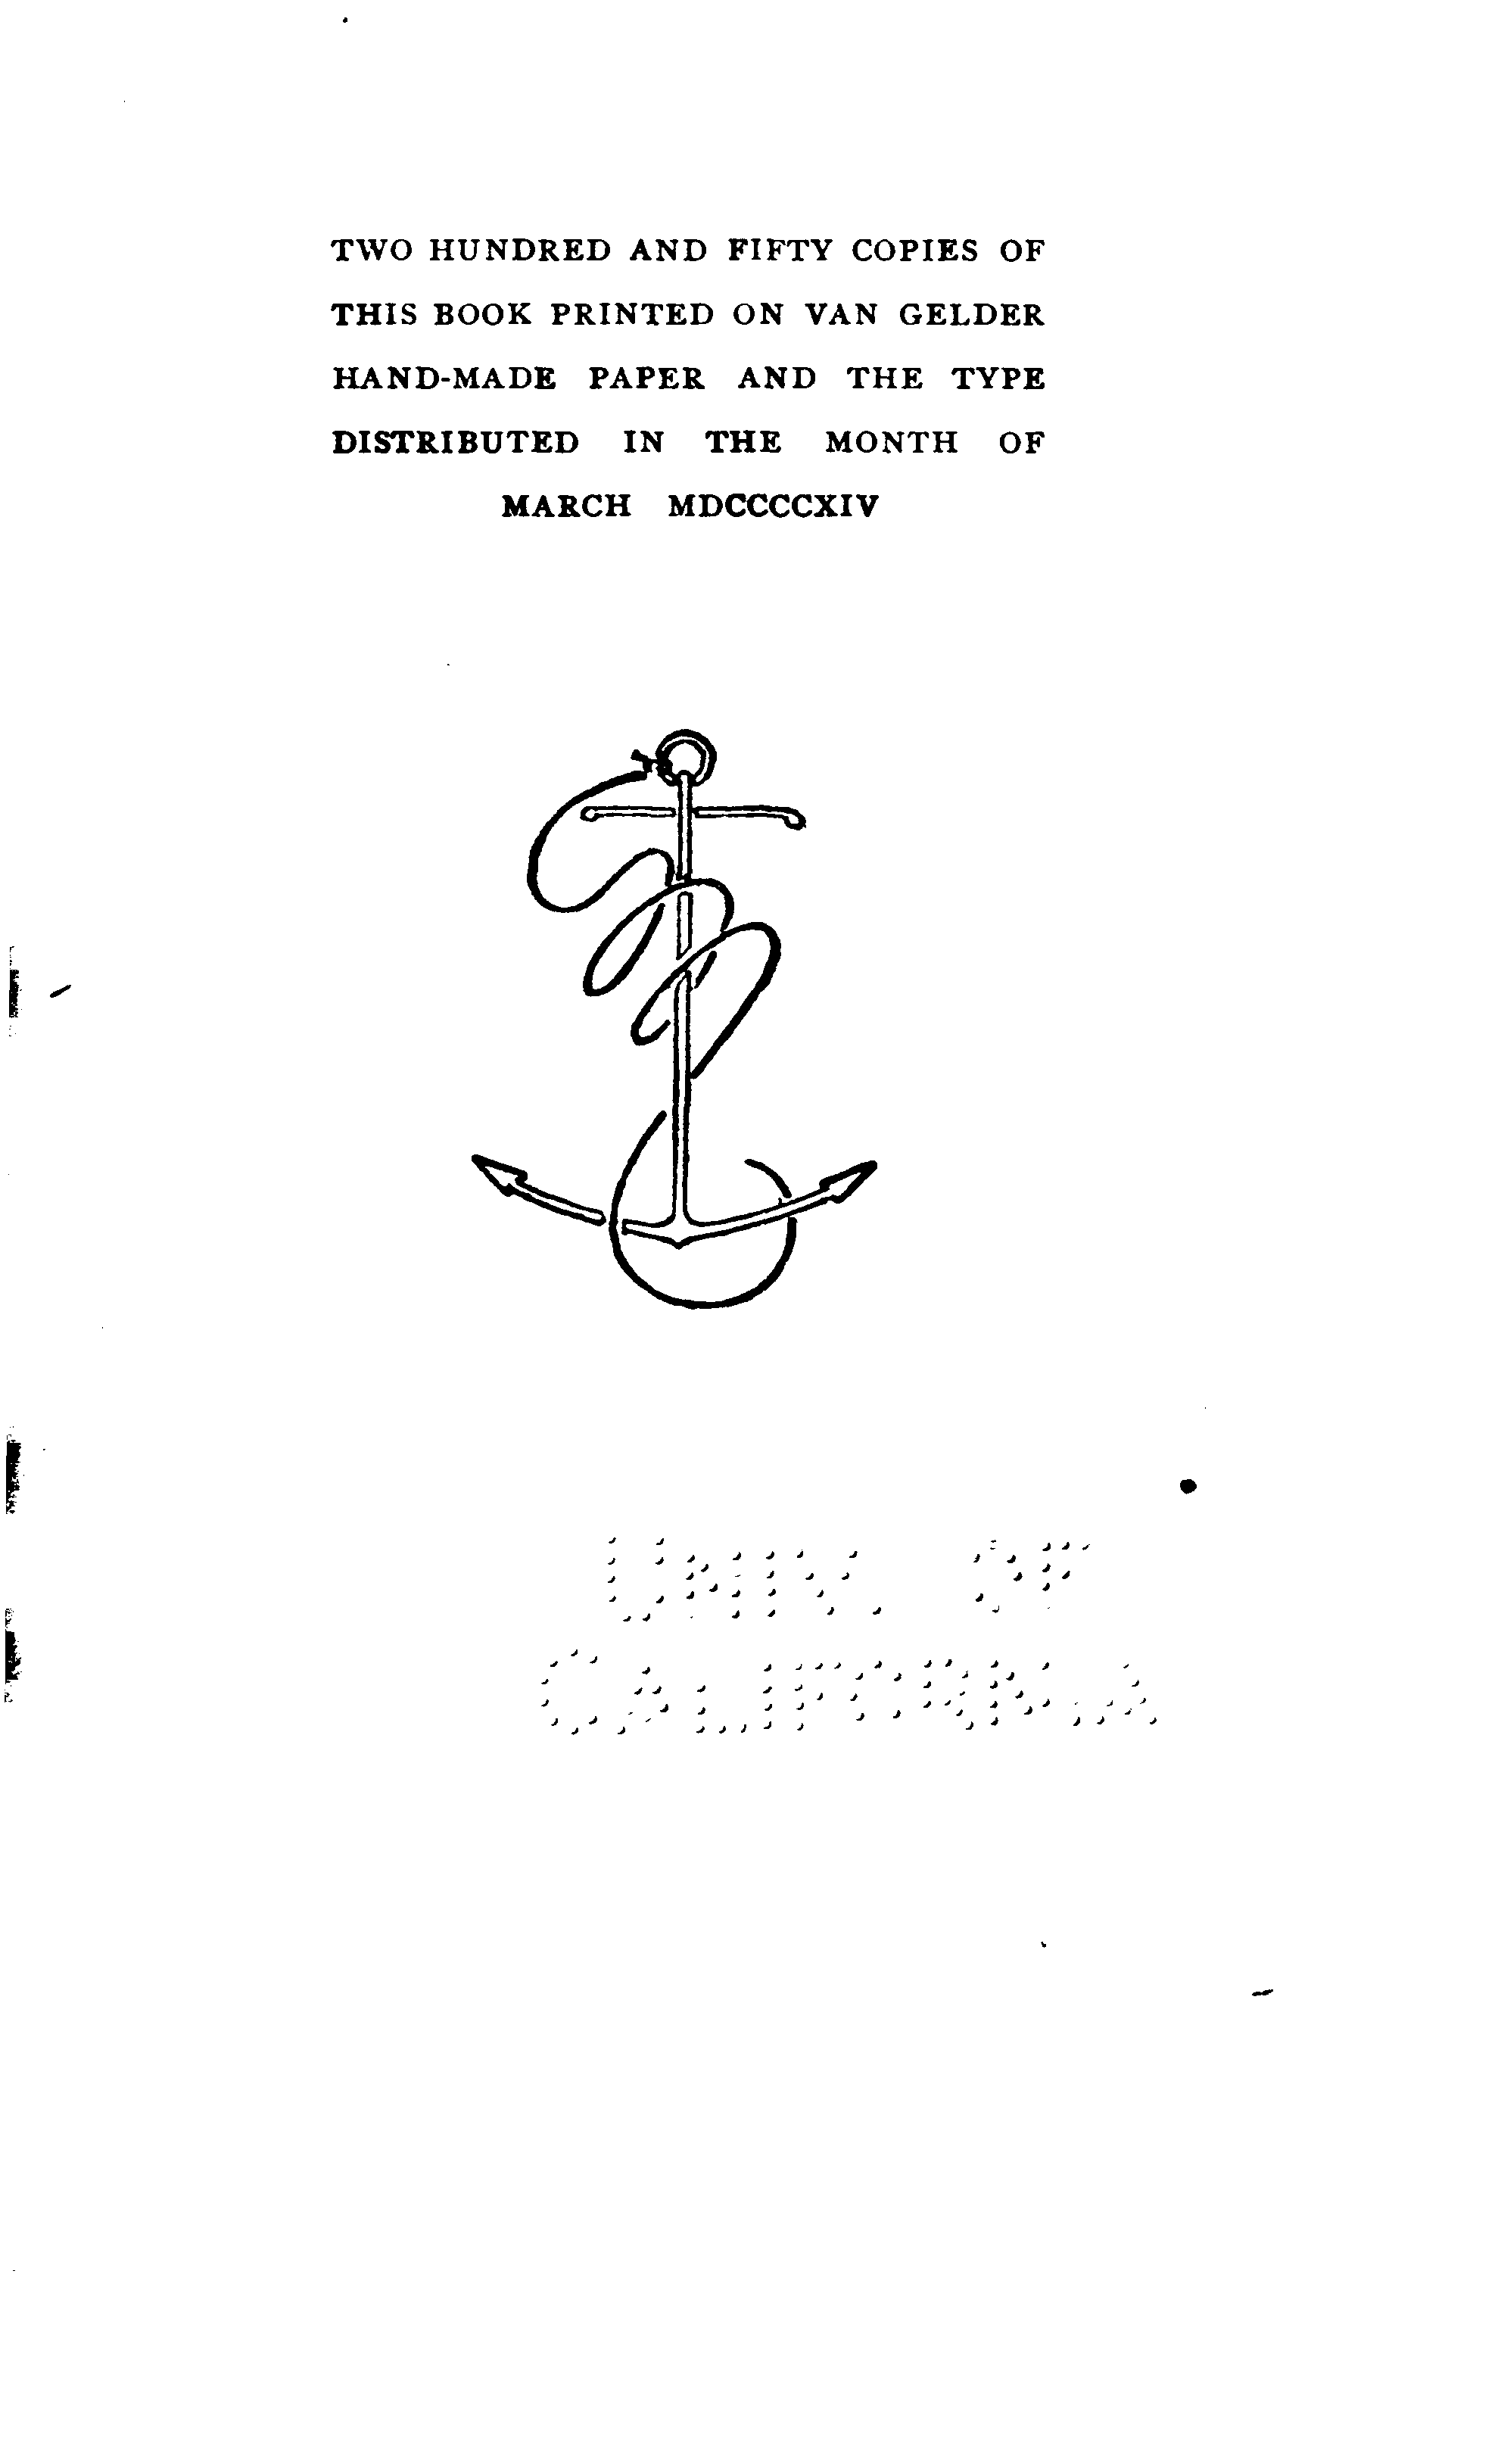 TWO HUNDRED AND FIFTY COPIES OF
THIS BOOK PRINTED ON VAN GELDER
HAND-MADE PAPER AND THE TYPE
DISTRIBUTED IN THE MONTH OF
MARCH MDCCCCXIV
UNIV. OF
CALIFORNIA